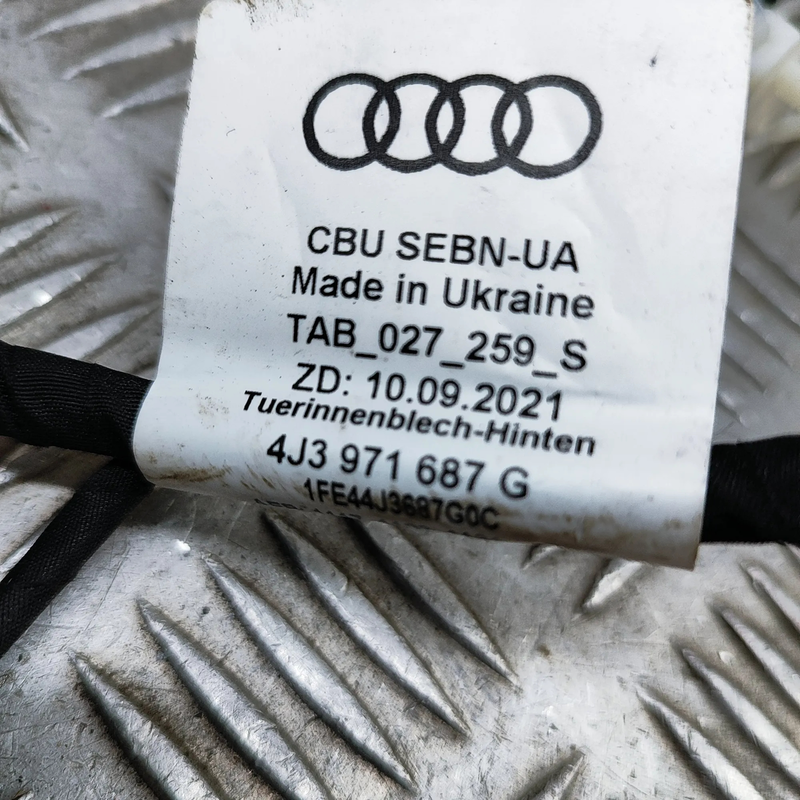 CBU SEBN-UA
Made in Ukraine
TAB_027_259_S
ZD: 10.09.2021
Tuerinnenblech-Hinten
4J3 971 687 G
1FE44J3687G0C